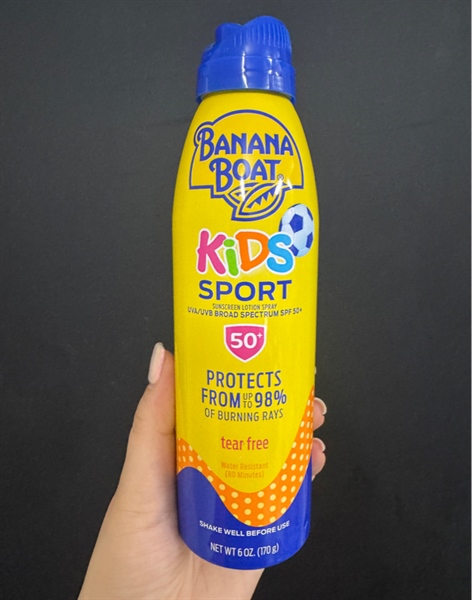 BANANA
BOAT
KiDS
SPORT
SUNSCREEN LOTION SPRAY
UVA/UVB BROAD SPECTRUM SPF 50+
50+
PROTECTS
FROM UP TO 98%
OF BURNING RAYS
tear free
Water Resistant
(80 Minutes)
SHAKE WELL BEFORE USE
NET WT 6 OZ. (170 g)